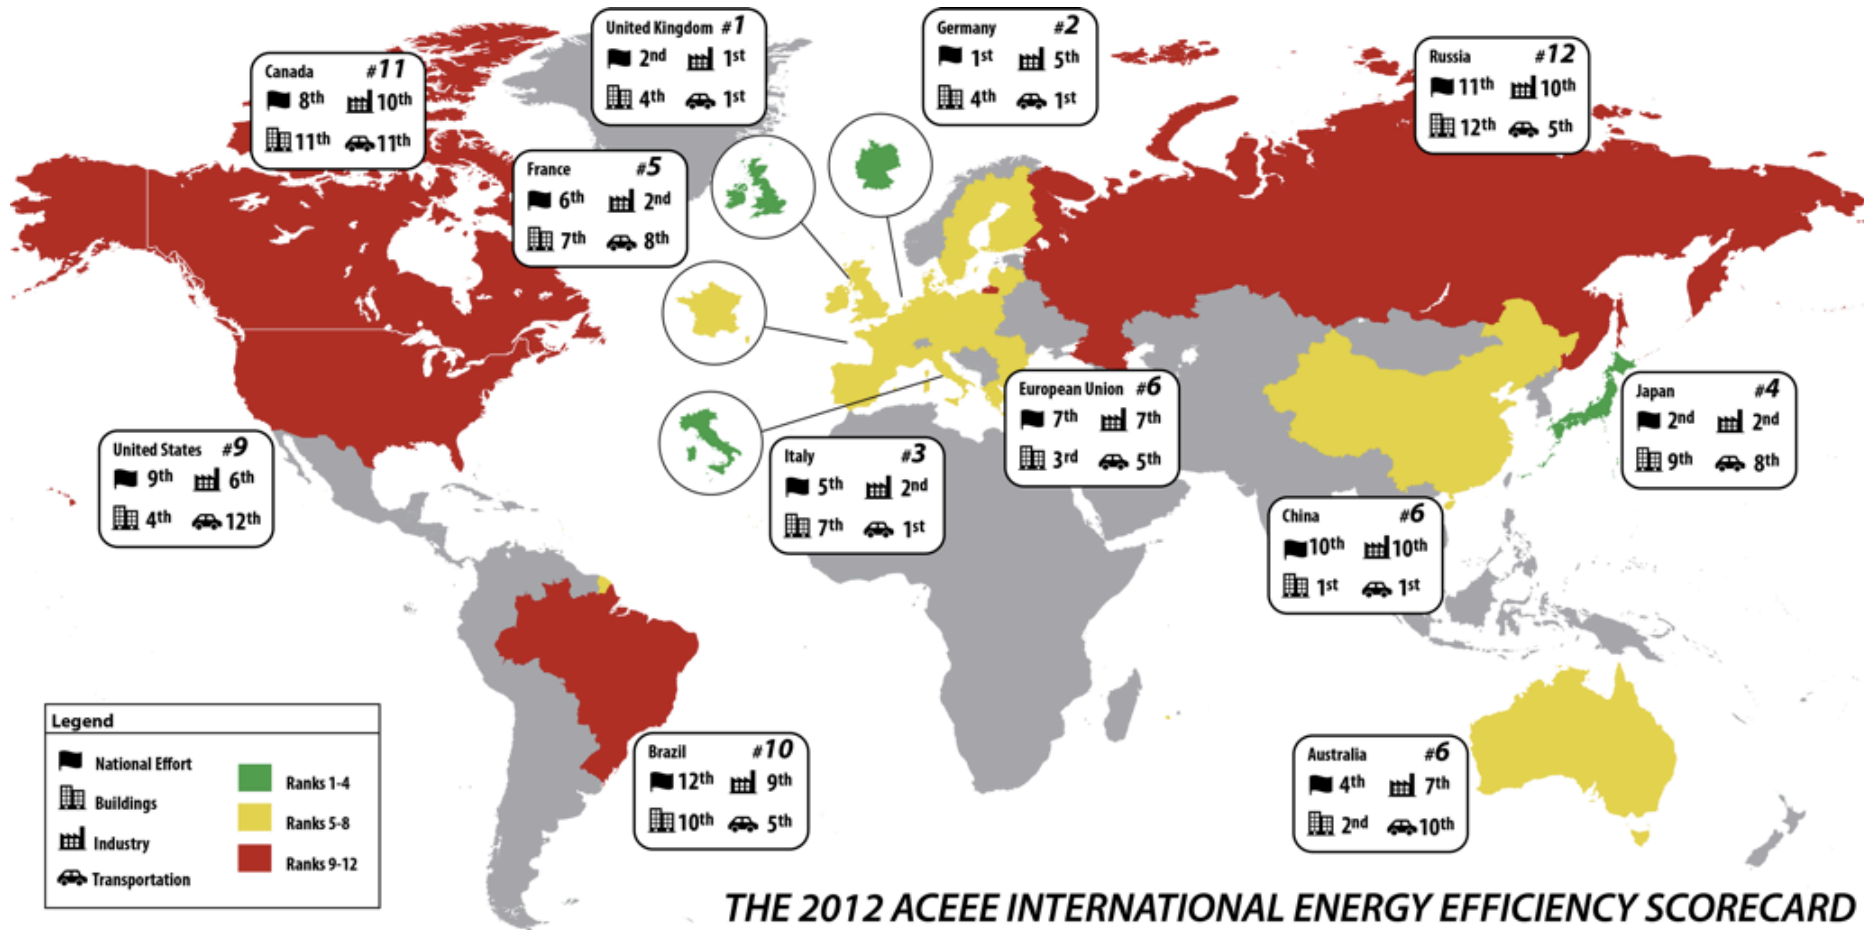 United Kingdom #1
2nd 1st
4th 1st
Germany #2
1st 5th
4th 1st
Russia #12
11th 10th
12th 5th
Canada #11
8th 10th
11th 11th
France #5
6th 2nd
7th 8th
European Union #6
7th 7th
3rd 5th
Japan #4
2nd 2nd
9th 8th
United States #9
9th 6th
4th 12th
Italy #3
5th 2nd
7th 1st
China #6
10th 10th
1st 1st
Brazil #10
12th 9th
10th 5th
Australia #6
4th 7th
2nd 10th
Legend
National Effort
Buildings
Industry
Transportation
Ranks 1-4
Ranks 5-8
Ranks 9-12
THE 2012 ACEEE INTERNATIONAL ENERGY EFFICIENCY SCORECARD